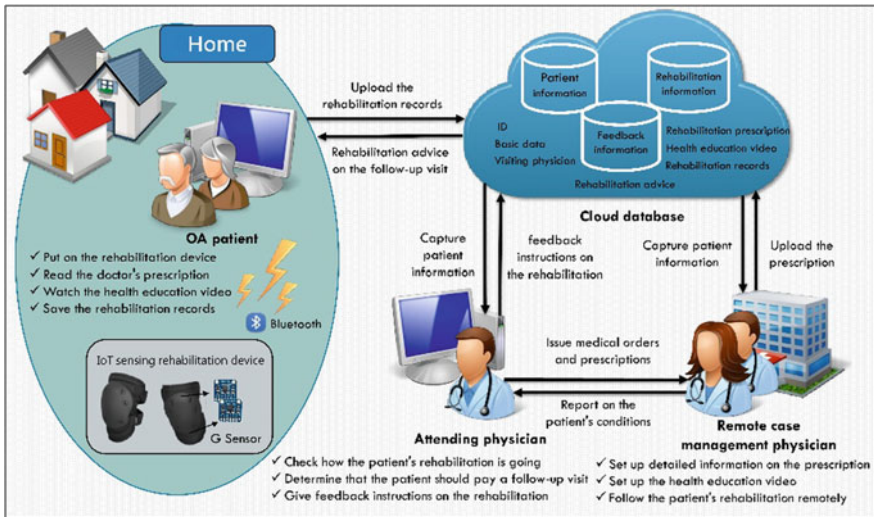 Home
Upload the
rehabilitation records
Rehabilitation advice
on the follow-up visit
OA patient
✓ Put on the rehabilitation device
✓ Read the doctor's prescription
✓ Watch the health education video
✓ Save the rehabilitation records
Bluetooth
IoT sensing rehabilitation device
G Sensor
Patient
information
Rehabilitation
information
Feedback
information
ID
Basic data
Visiting physician
Rehabilitation prescription
Health education video
Rehabilitation records
Rehabilitation advice
Cloud database
Capture
patient
information
feedback
instructions on
the rehabilitation
Capture patient
information
Upload the
prescription
Issue medical orders
and prescriptions
Report on the
patient's conditions
Attending physician
✓ Check how the patient's rehabilitation is going
✓ Determine that the patient should pay a follow-up visit
✓ Give feedback instructions on the rehabilitation
Remote case
management physician
✓ Set up detailed information on the prescription
✓ Set up the health education video
✓ Follow the patient's rehabilitation remotely